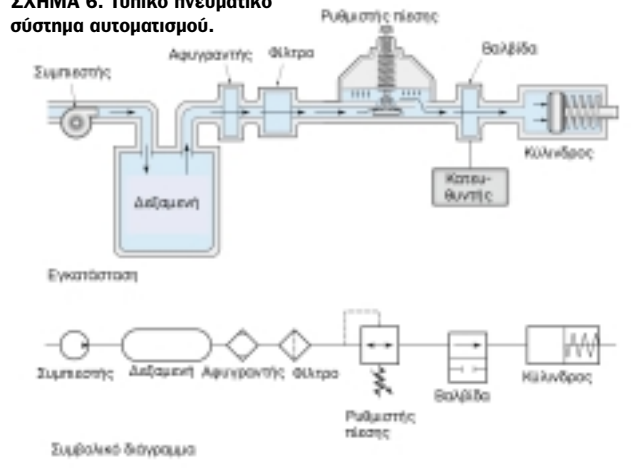 ΣΧΗΜΑ 6. Τυπικό πνευματικό
σύστημα αυτοματισμού.
Ρυθμιστής πίεσης
Αφυγραντής
Φίλτρο
Βαλβίδα
Συμπιεστής
Κύλινδρος
Κατευ-
θυντής
Δεξαμενή
Εγκατάσταση
Συμπιεστής
Δεξαμενή
Αφυγραντής
Φίλτρο
Ρυθμιστής
πίεσης
Βαλβίδα
Κύλινδρος
Συμβολικό διάγραμμα